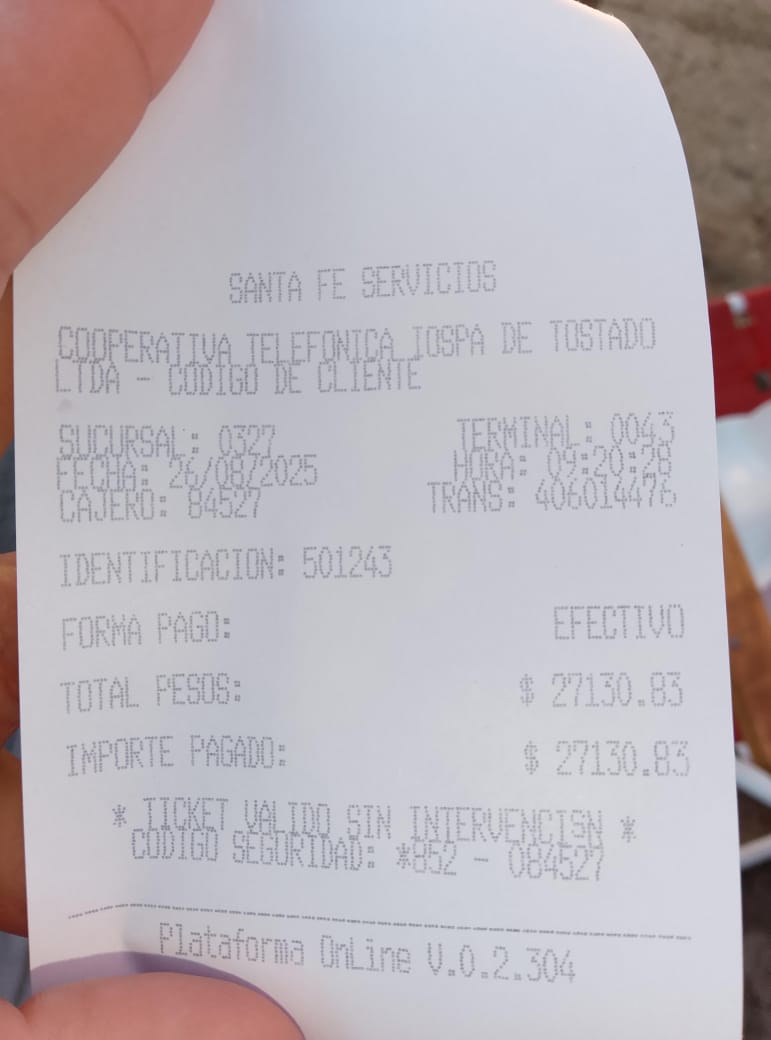 SANTA FE SERVICIOS
COOPERATIVA TELEFONICA TOSPA DE TOSTADO
LTDA - CODIGO DE CLIENTE
SUCURSAL: 0327 TERMINAL: 0043
FECHA: 26/08/2025 HORA: 09:20:28
CAJERO: 84527 TRANS: 406014476
IDENTIFICACION: 501243
FORMA PAGO: EFECTIVO
TOTAL PESOS: $ 27130.83
IMPORTE PAGADO: $ 27130.83
* TICKET VALIDO SIN INTERVENCISN *
CODIGO SEGURIDAD: *852 - 084527
Plataforma OnLine V.0.2.304